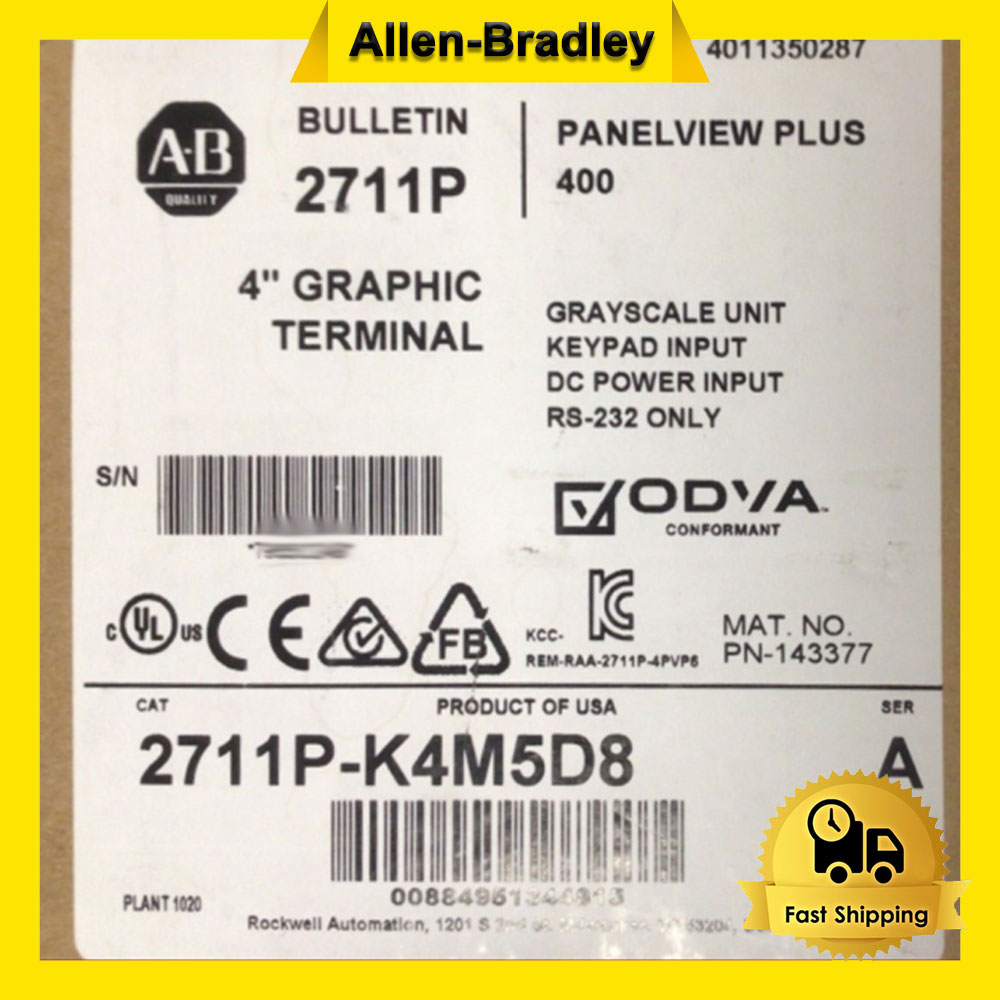 Allen-Bradley
4011350287
A-B
QUALITY
BULLETIN
2711P
PANELVIEW PLUS
400
4" GRAPHIC
TERMINAL
GRAYSCALE UNIT
KEYPAD INPUT
DC POWER INPUT
RS-232 ONLY
S/N
ODVA™
CONFORMANT
C UL US
CE
FB
KC
KCC-
REM-RAA-2711P-4PVP6
MAT. NO.
PN-143377
CAT
PRODUCT OF USA
SER
2711P-K4M5D8
A
PLANT 1020
Rockwell Automation, 1201 S
Fast Shipping